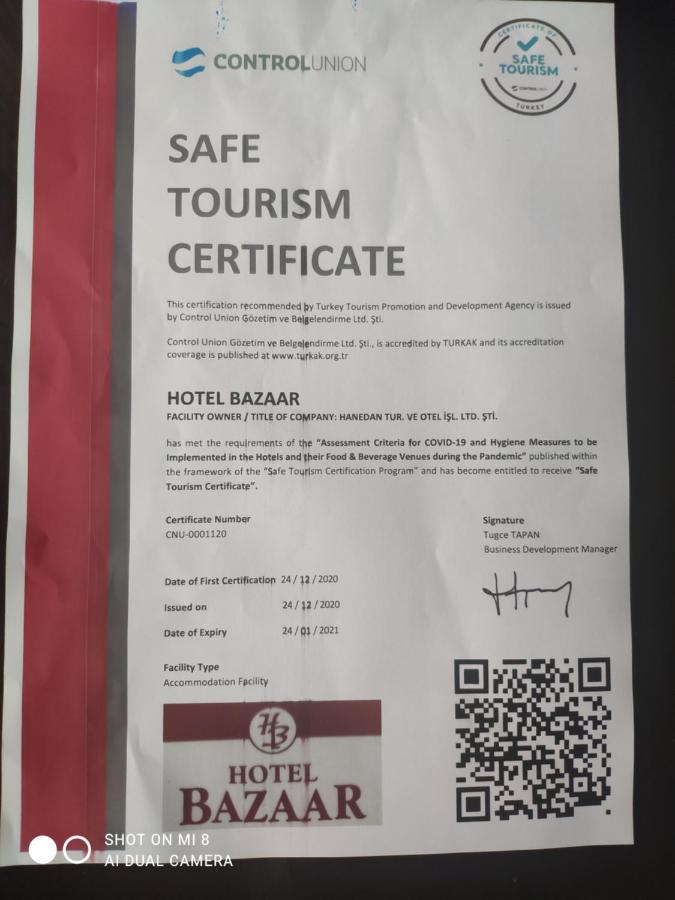 CONTROLUNION
CERTIFICATE OF
SAFE
TOURISM
CONTROLUNION
TURKEY
SAFE
TOURISM
CERTIFICATE
This certification recommended by Turkey Tourism Promotion and Development Agency is issued
by Control Union Gözetim ve Belgelendirme Ltd. Şti.
Control Union Gözetim ve Belgelendirme Ltd. Şti., is accredited by TURKAK and its accreditation
coverage is published at www.turkak.org.tr
HOTEL BAZAAR
FACILITY OWNER / TITLE OF COMPANY: HANEDAN TUR. VE OTEL İŞL. LTD. ŞTİ.
has met the requirements of the "Assessment Criteria for COVID-19 and Hygiene Measures to be
Implemented in the Hotels and their Food & Beverage Venues during the Pandemic" published within
the framework of the "Safe Tourism Certification Program" and has become entitled to receive "Safe
Tourism Certificate".
Certificate Number
CNU-0001120
Signature
Tugce TAPAN
Business Development Manager
Date of First Certification 24 / 12 / 2020
Issued on 24 / 12 / 2020
Date of Expiry 24 / 01 / 2021
Facility Type
Accommodation Facility
HB
HOTEL
BAZAAR
SHOT ON MI 8
AI DUAL CAMERA